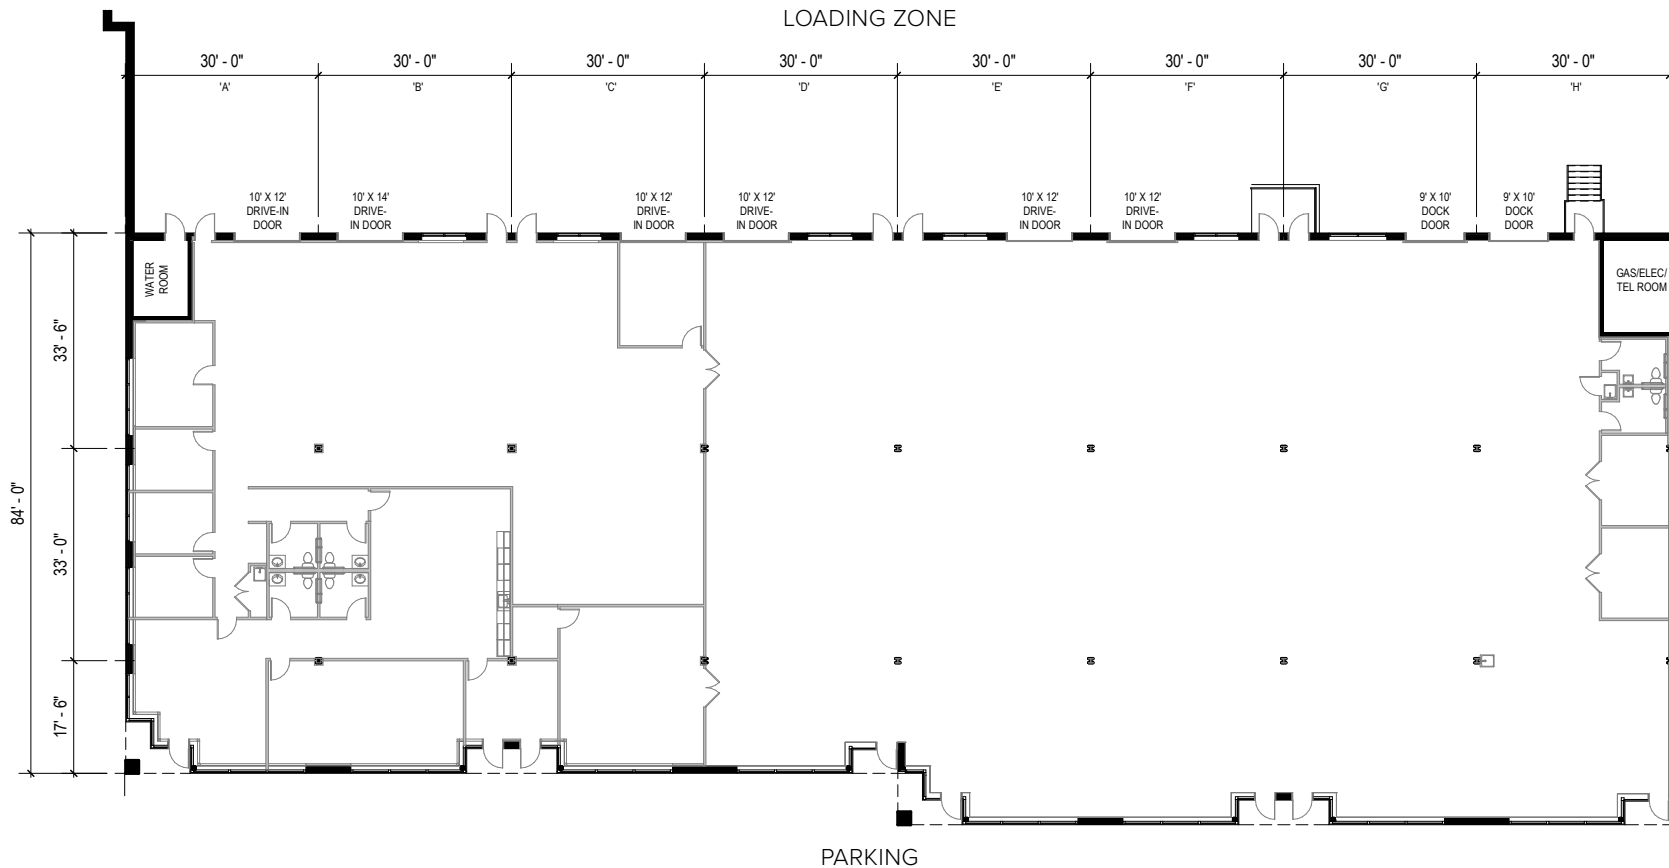 LOADING ZONE
30' - 0" 30' - 0" 30' - 0" 30' - 0" 30' - 0" 30' - 0" 30' - 0" 30' - 0"
'A' 'B' 'C' 'D' 'E' 'F' 'G' 'H'
10' X 12'
DRIVE-IN
DOOR
10' X 14'
DRIVE-
IN DOOR
10' X 12'
DRIVE-
IN DOOR
10' X 12'
DRIVE-
IN DOOR
10' X 12'
DRIVE-
IN DOOR
10' X 12'
DRIVE-
IN DOOR
9' X 10'
DOCK
DOOR
9' X 10'
DOCK
DOOR
WATER
ROOM
GAS/ELEC/
TEL ROOM
33' - 6"
84' - 0"
33' - 0"
17' - 6"
PARKING